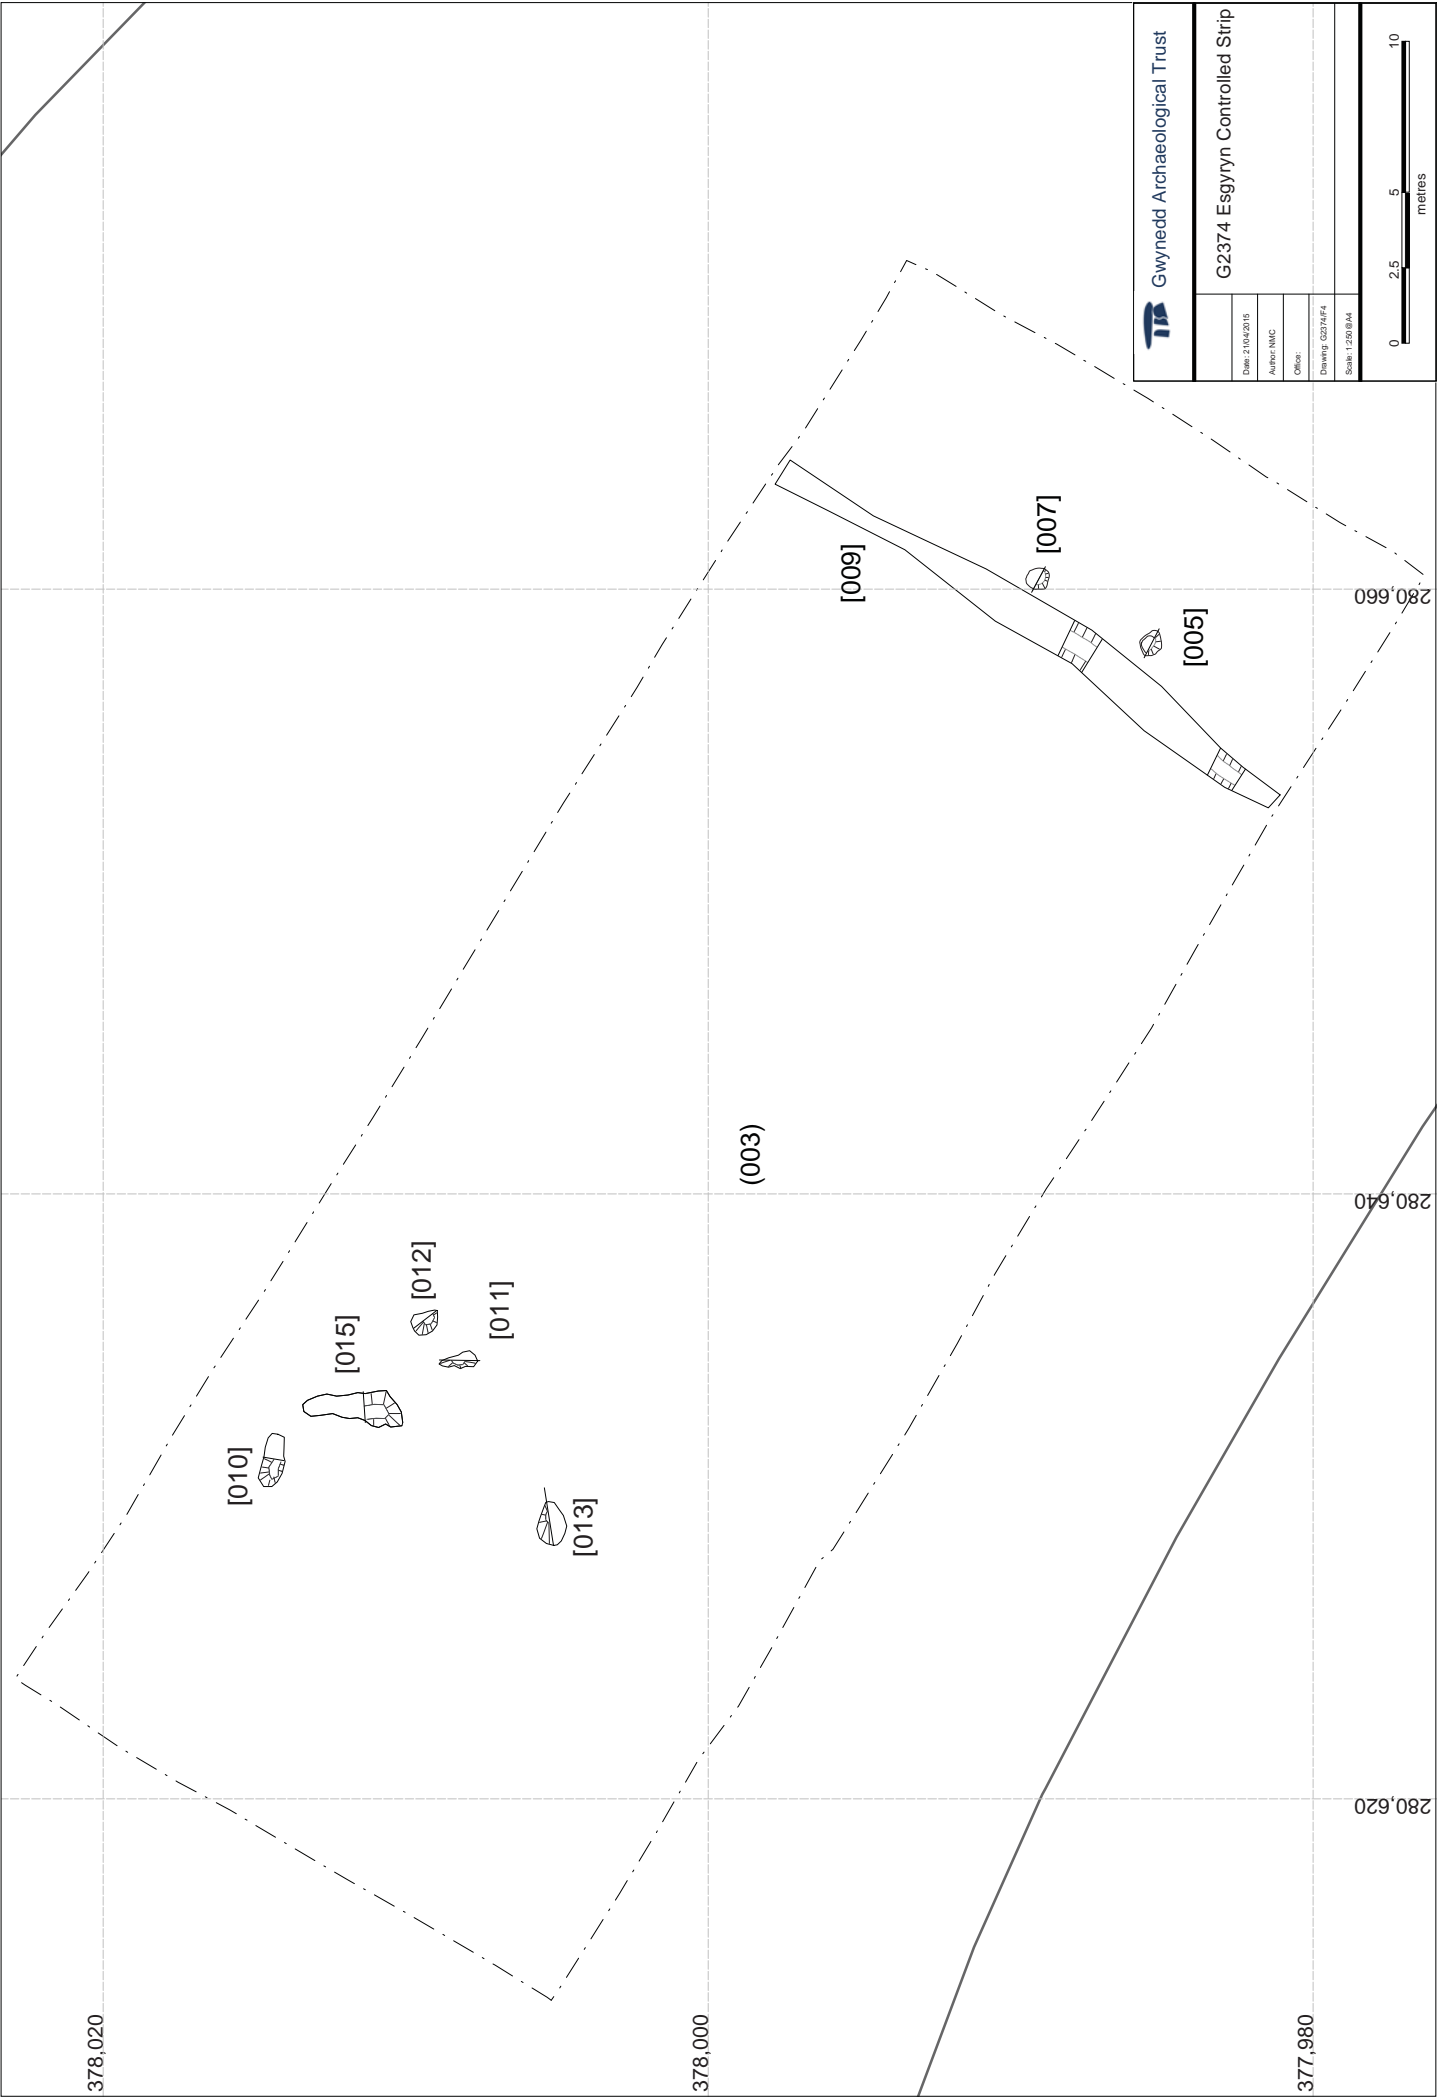 378,020
378,000
377,980
280,620
280,640
280,660
[010]
[015]
[012]
[011]
[013]
(003)
[009]
[007]
[005]
Gwynedd Archaeological Trust
G2374 Esgyryn Controlled Strip
Date: 21/04/2015
Author: NMC
Office:
Drawing: G2374/F4
Scale: 1:250@A4
0 2.5 5 10
metres